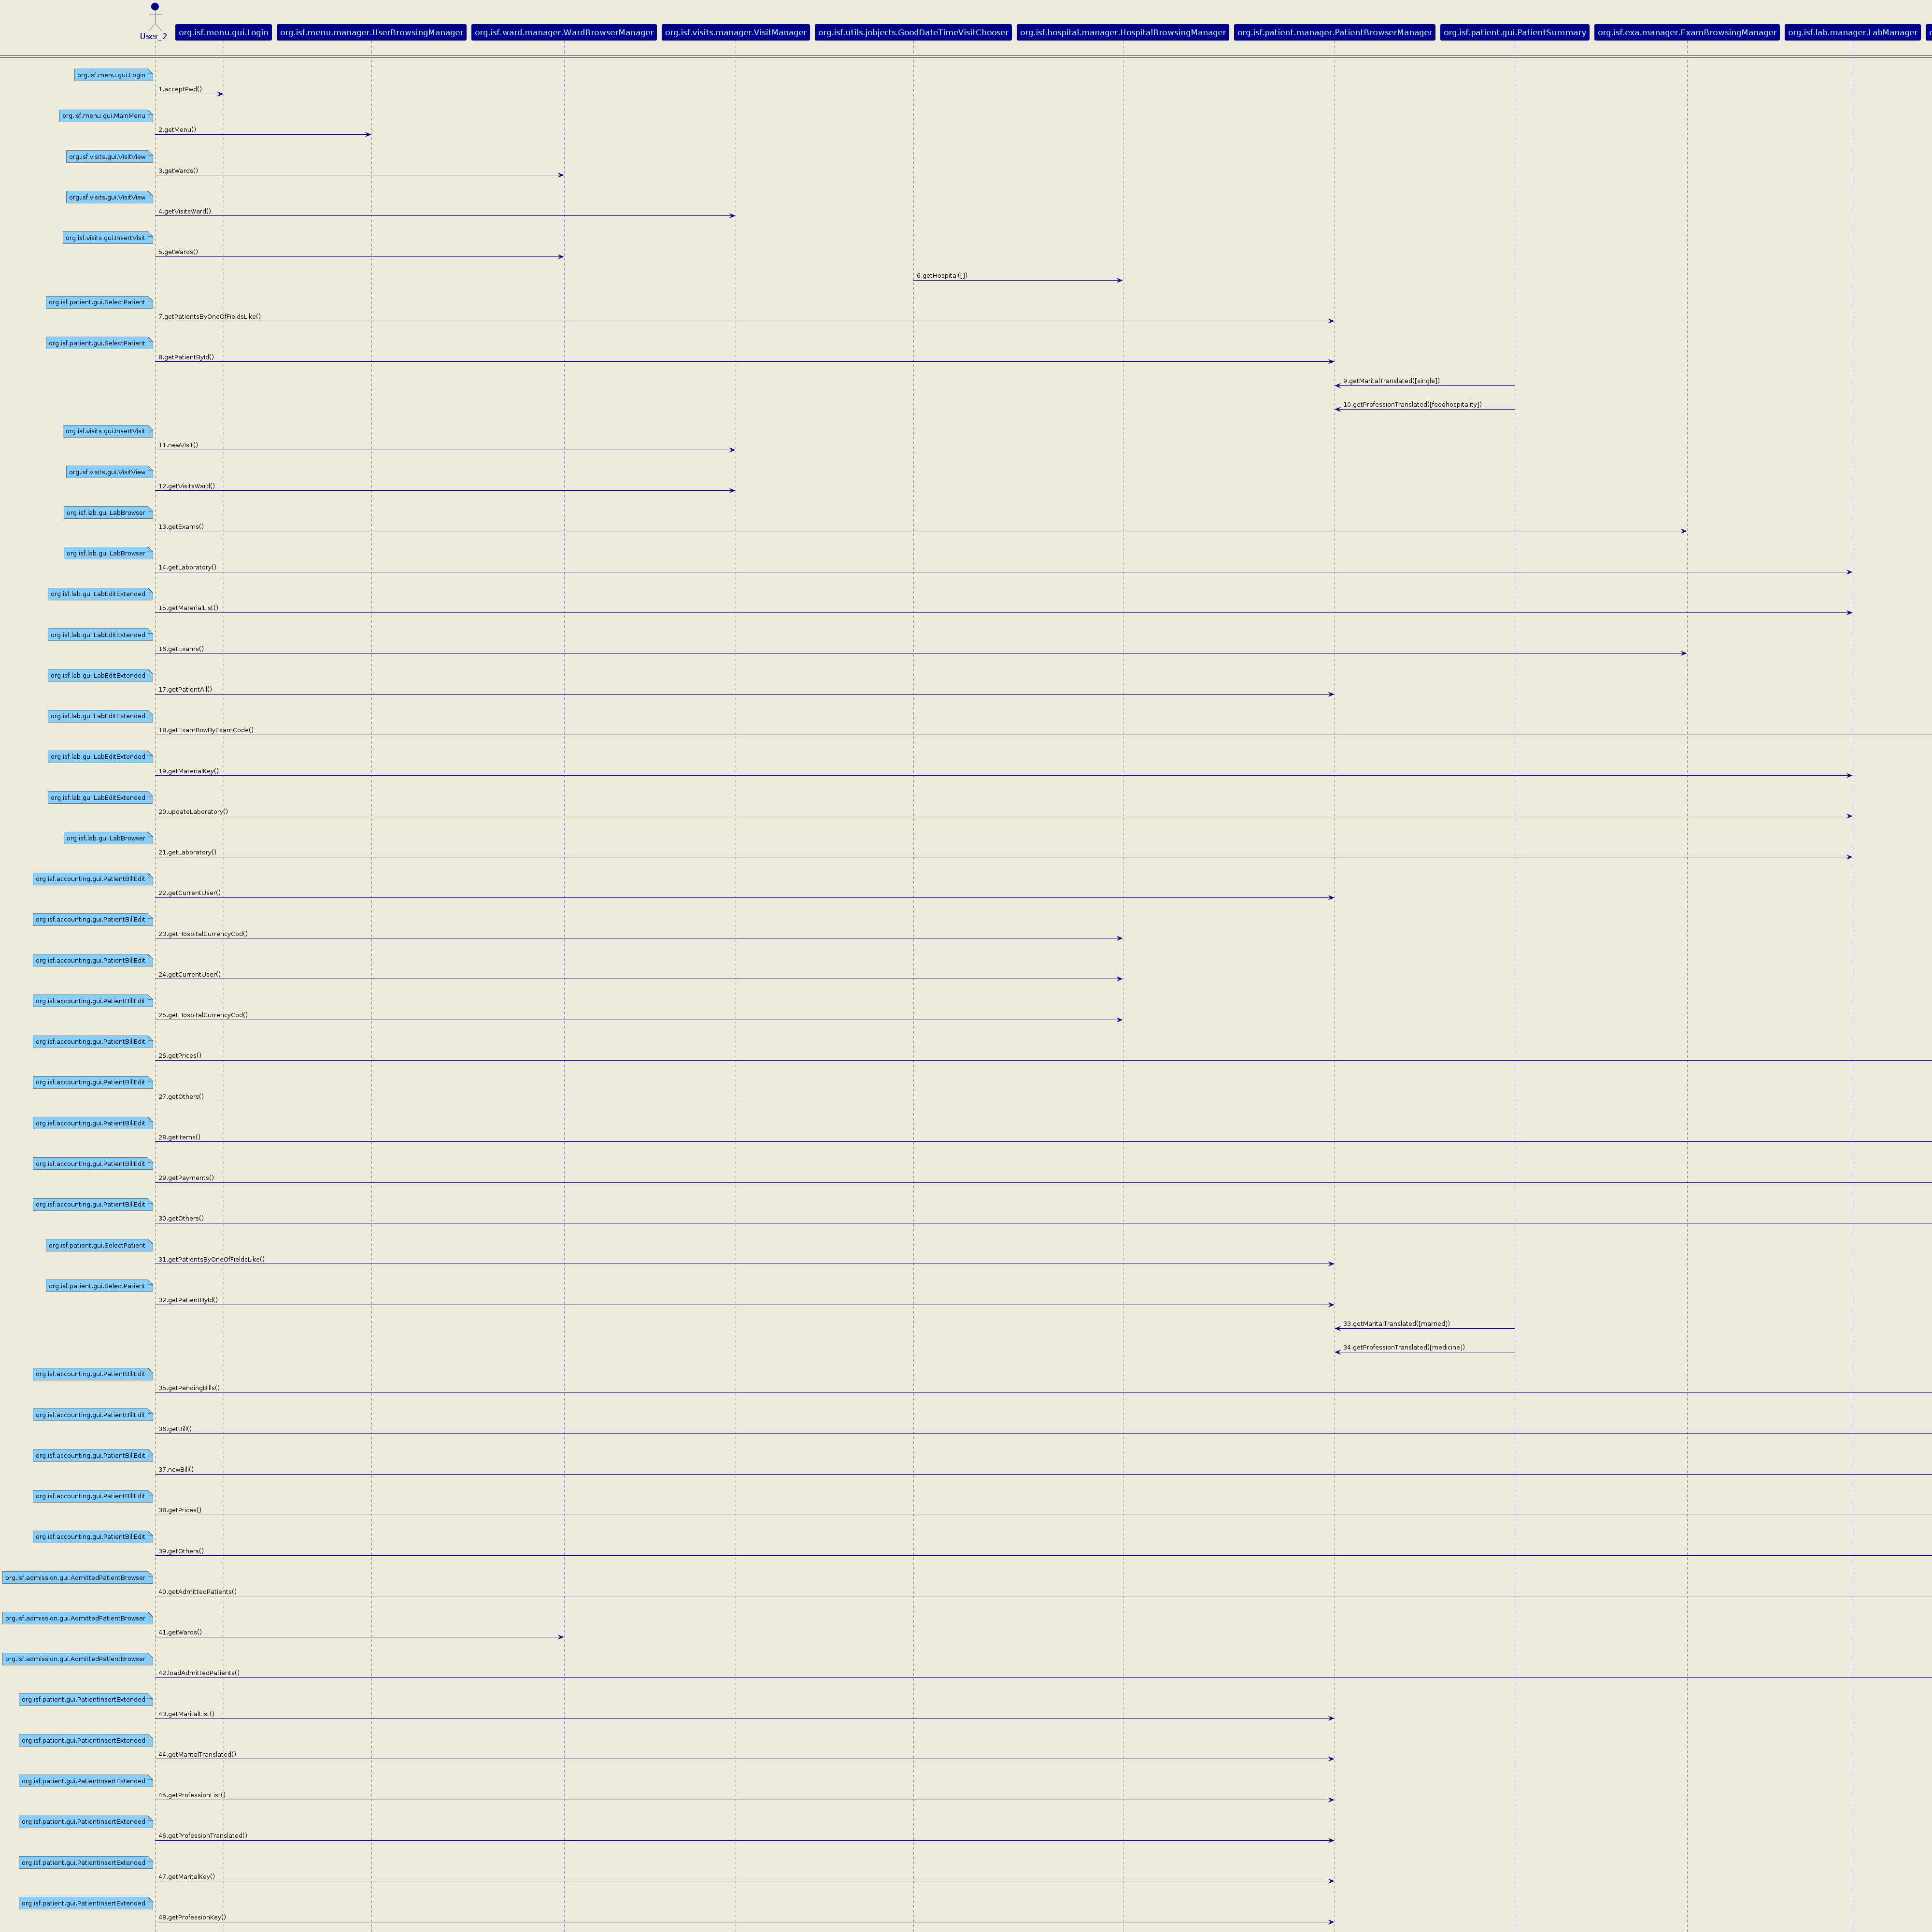 User_2
org.isf.menu.gui.Login
org.isf.menu.manager.UserBrowsingManager
org.isf.ward.manager.WardBrowserManager
org.isf.visits.manager.VisitManager
org.isf.utils.jobjects.GoodDateTimeVisitChooser
org.isf.hospital.manager.HospitalBrowsingManager
org.isf.patient.manager.PatientBrowserManager
org.isf.patient.gui.PatientSummary
org.isf.exa.manager.ExamBrowsingManager
org.isf.lab.manager.LabManager
org.isf.menu.gui.Login
1.acceptPwd()
org.isf.menu.gui.MainMenu
2.getMenu()
org.isf.visits.gui.VisitView
3.getWards()
org.isf.visits.gui.VisitView
4.getVisitsWard()
org.isf.visits.gui.InsertVisit
5.getWards()
6.getHospital([])
org.isf.patient.gui.SelectPatient
7.getPatientsByOneOfFieldsLike()
org.isf.patient.gui.SelectPatient
8.getPatientById()
9.getMaritalTranslated([single])
10.getProfessionTranslated([foodhospitality])
org.isf.visits.gui.InsertVisit
11.newVisit()
org.isf.visits.gui.VisitView
12.getVisitsWard()
org.isf.lab.gui.LabBrowser
13.getExams()
org.isf.lab.gui.LabBrowser
14.getLaboratory()
org.isf.lab.gui.LabEditExtended
15.getMaterialList()
org.isf.lab.gui.LabEditExtended
16.getExams()
org.isf.lab.gui.LabEditExtended
17.getPatientAll()
org.isf.lab.gui.LabEditExtended
18.getExamRowByExamCode()
org.isf.lab.gui.LabEditExtended
19.getMaterialKey()
org.isf.lab.gui.LabEditExtended
20.updateLaboratory()
org.isf.lab.gui.LabBrowser
21.getLaboratory()
org.isf.accounting.gui.PatientBillEdit
22.getCurrentUser()
org.isf.accounting.gui.PatientBillEdit
23.getHospitalCurrencyCod()
org.isf.accounting.gui.PatientBillEdit
24.getCurrentUser()
org.isf.accounting.gui.PatientBillEdit
25.getHospitalCurrencyCod()
org.isf.accounting.gui.PatientBillEdit
26.getPrices()
org.isf.accounting.gui.PatientBillEdit
27.getOthers()
org.isf.accounting.gui.PatientBillEdit
28.getItems()
org.isf.accounting.gui.PatientBillEdit
29.getPayments()
org.isf.accounting.gui.PatientBillEdit
30.getOthers()
org.isf.patient.gui.SelectPatient
31.getPatientsByOneOfFieldsLike()
org.isf.patient.gui.SelectPatient
32.getPatientById()
33.getMaritalTranslated([married])
34.getProfessionTranslated([medicine])
org.isf.accounting.gui.PatientBillEdit
35.getPendingBills()
org.isf.accounting.gui.PatientBillEdit
36.getBill()
org.isf.accounting.gui.PatientBillEdit
37.newBill()
org.isf.accounting.gui.PatientBillEdit
38.getPrices()
org.isf.accounting.gui.PatientBillEdit
39.getOthers()
org.isf.admission.gui.AdmittedPatientBrowser
40.getAdmittedPatients()
org.isf.admission.gui.AdmittedPatientBrowser
41.getWards()
org.isf.admission.gui.AdmittedPatientBrowser
42.loadAdmittedPatients()
org.isf.patient.gui.PatientInsertExtended
43.getMaritalList()
org.isf.patient.gui.PatientInsertExtended
44.getMaritalTranslated()
org.isf.patient.gui.PatientInsertExtended
45.getProfessionList()
org.isf.patient.gui.PatientInsertExtended
46.getProfessionTranslated()
org.isf.patient.gui.PatientInsertExtended
47.getMaritalKey()
org.isf.patient.gui.PatientInsertExtended
48.getProfessionKey()